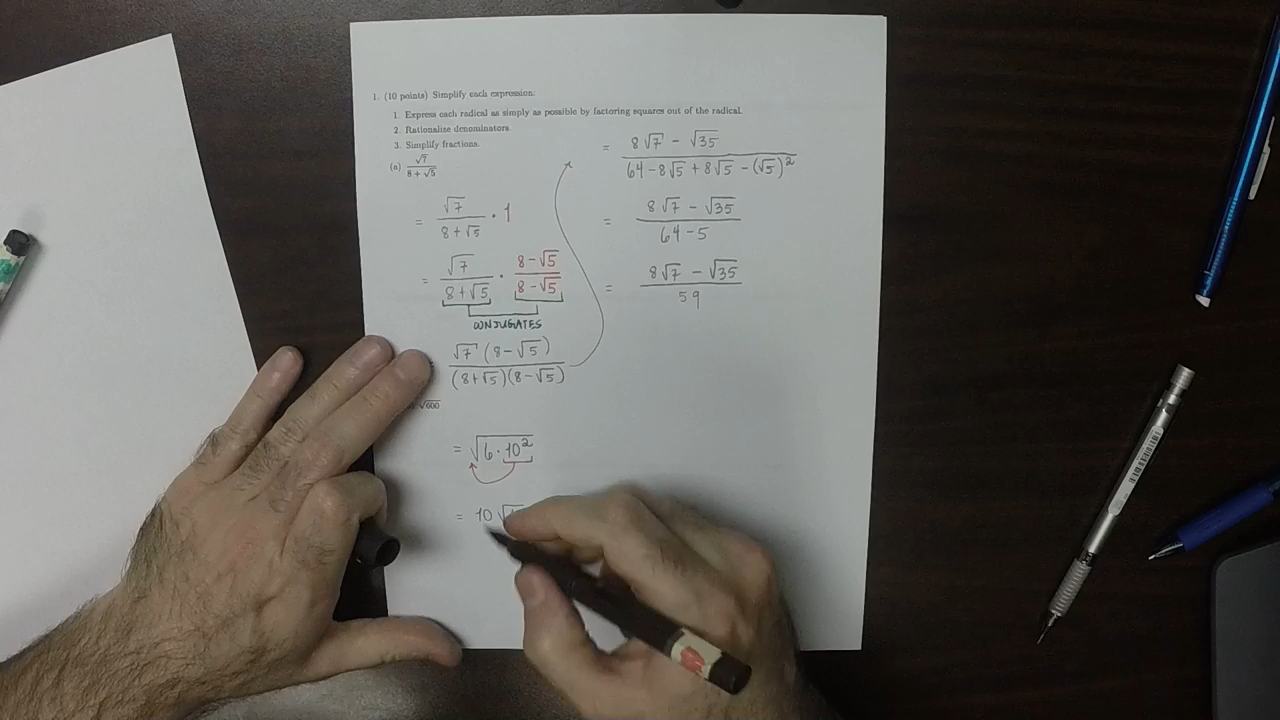 1. (10 points) Simplify each expression:
1. Express each radical as simply as possible by factoring squares out of the radical.
2. Rationalize denominators.
3. Simplify fractions.
(a) √7 / 8 + √5
= √7 / 8 + √5 · 1
= √7 / 8 + √5 · 8 - √5 / 8 - √5
CONJUGATES
√7 (8 - √5) / (8 + √5)(8 - √5)
= 8√7 - √35 / 64 - 8√5 + 8√5 - (√5)²
= 8√7 - √35 / 64 - 5
= 8√7 - √35 / 59
√600
= √6 · 10²
= 10 √